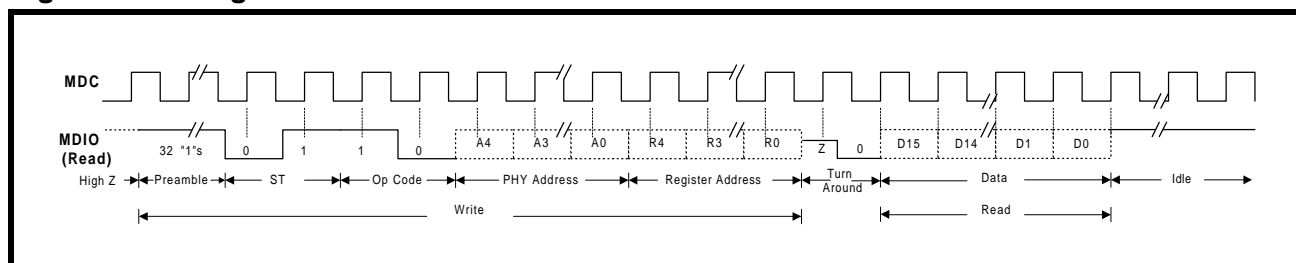 MDC
MDIO
(Read)
32 "1"s 0 1 1 0 A4 A3 A0 R4 R3 R0 Z 0 D15 D14 D1 D0
High Z Preamble ST Op Code PHY Address Register Address Turn Around Data Idle
Write Read